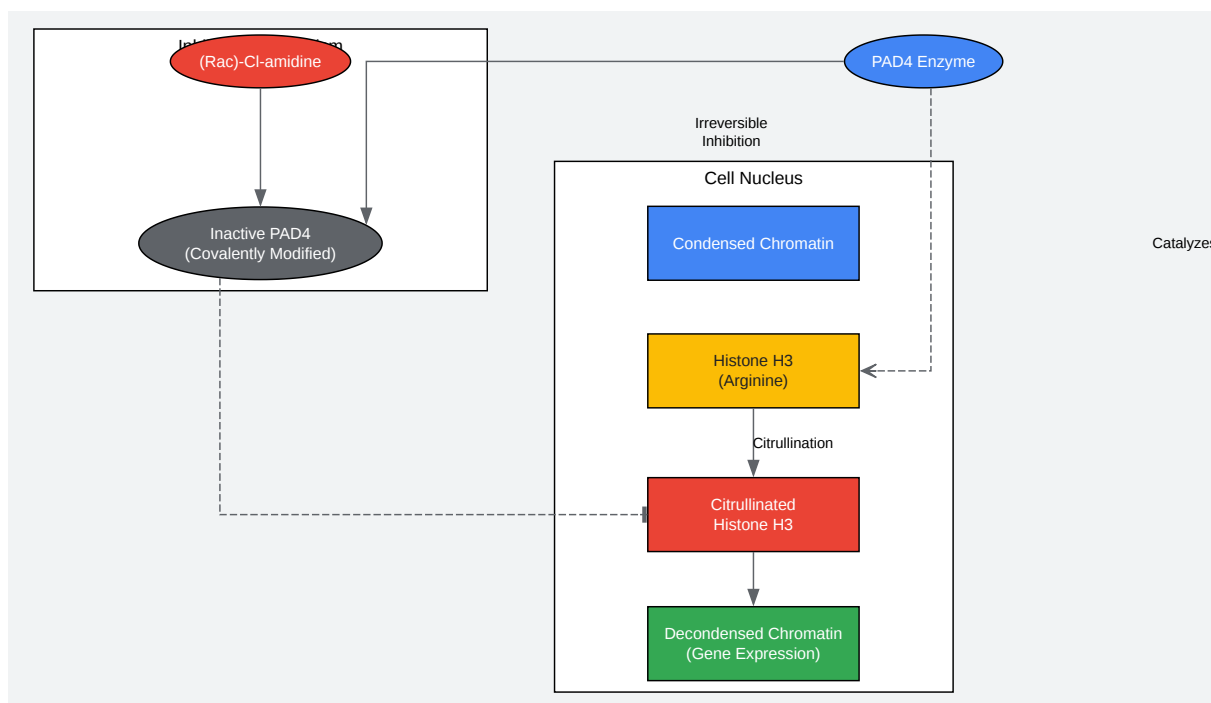 (Rac)-Cl-amidine
PAD4 Enzyme
Irreversible
Inhibition
Cell Nucleus
Inactive PAD4
(Covalently Modified)
Condensed Chromatin
Catalyzes
Histone H3
(Arginine)
Citrullination
Citrullinated
Histone H3
Decondensed Chromatin
(Gene Expression)